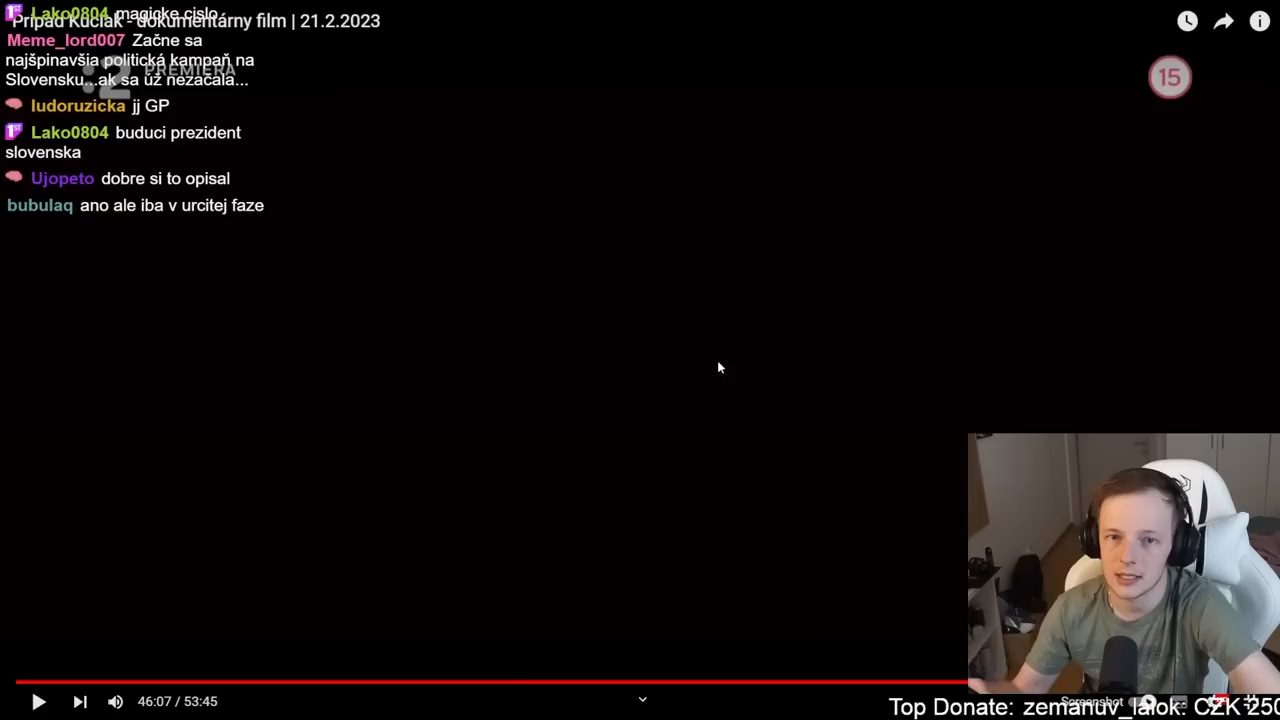 Prípad Kuciak - dokumentárny film | 21.2.2023
Lako0804 magicke cislo
Meme_lord007 Začne sa
najšpinavšia politická kampaň na
Slovensku...ak sa už nezačala...
:2 PREMIÉRA
15
ludoruzicka jj GP
Lako0804 buduci prezident
slovenska
Ujopeto dobre si to opisal
bubulaq ano ale iba v urcitej faze
46:07 / 53:45
Screenshot
Top Donate: zemanuv_lalok: CZK 250